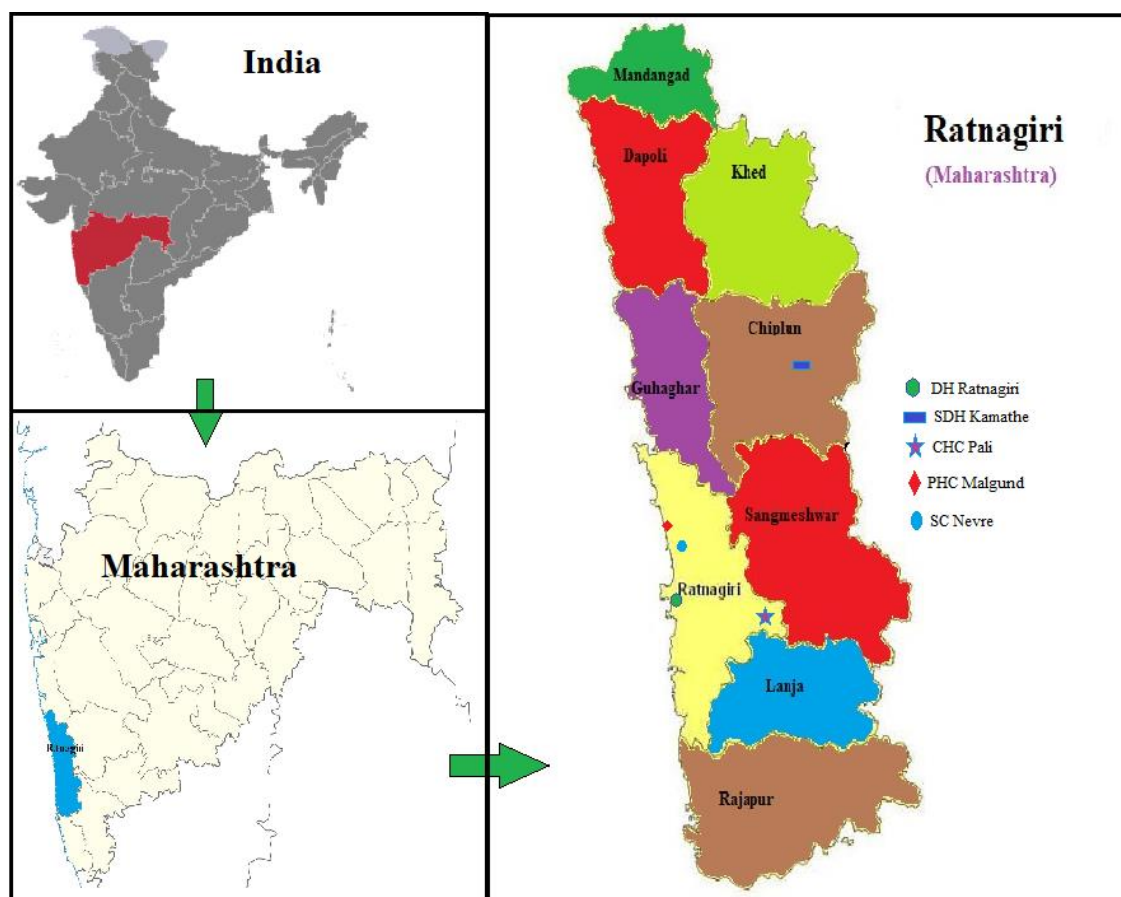 India
Maharashtra
Ratnagiri
Ratnagiri
(Maharashtra)
Mandangad
Dapoli
Khed
Chiplun
Guhaghar
Sangmeshwar
Ratnagiri
Lanja
Rajapur
DH Ratnagiri
SDH Kamathe
CHC Pali
PHC Malgund
SC Nevre